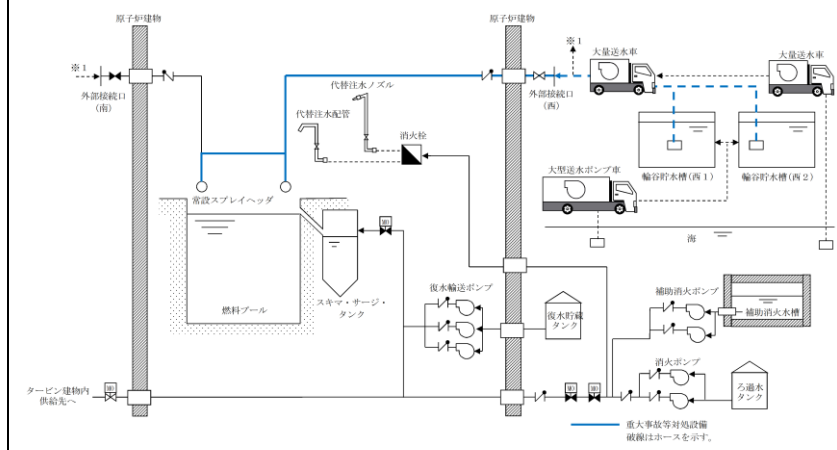 原子炉建物
原子炉建物
※1
外部接続口
(南)
代替注水ノズル
代替注水配管
消火栓
※1
外部接続口
(西)
大量送水車
大量送水車
輪谷貯水槽(西1)
輪谷貯水槽(西2)
大型送水ポンプ車
海
常設スプレイヘッダ
MO
燃料プール
スキマ・サージ・
タンク
復水輸送ポンプ
復水貯蔵
タンク
補助消火ポンプ
補助消火水槽
消火ポンプ
ろ過水
タンク
タービン建物内
供給先へ
MO
MO
MO
重大事故等対処設備
破線はホースを示す。